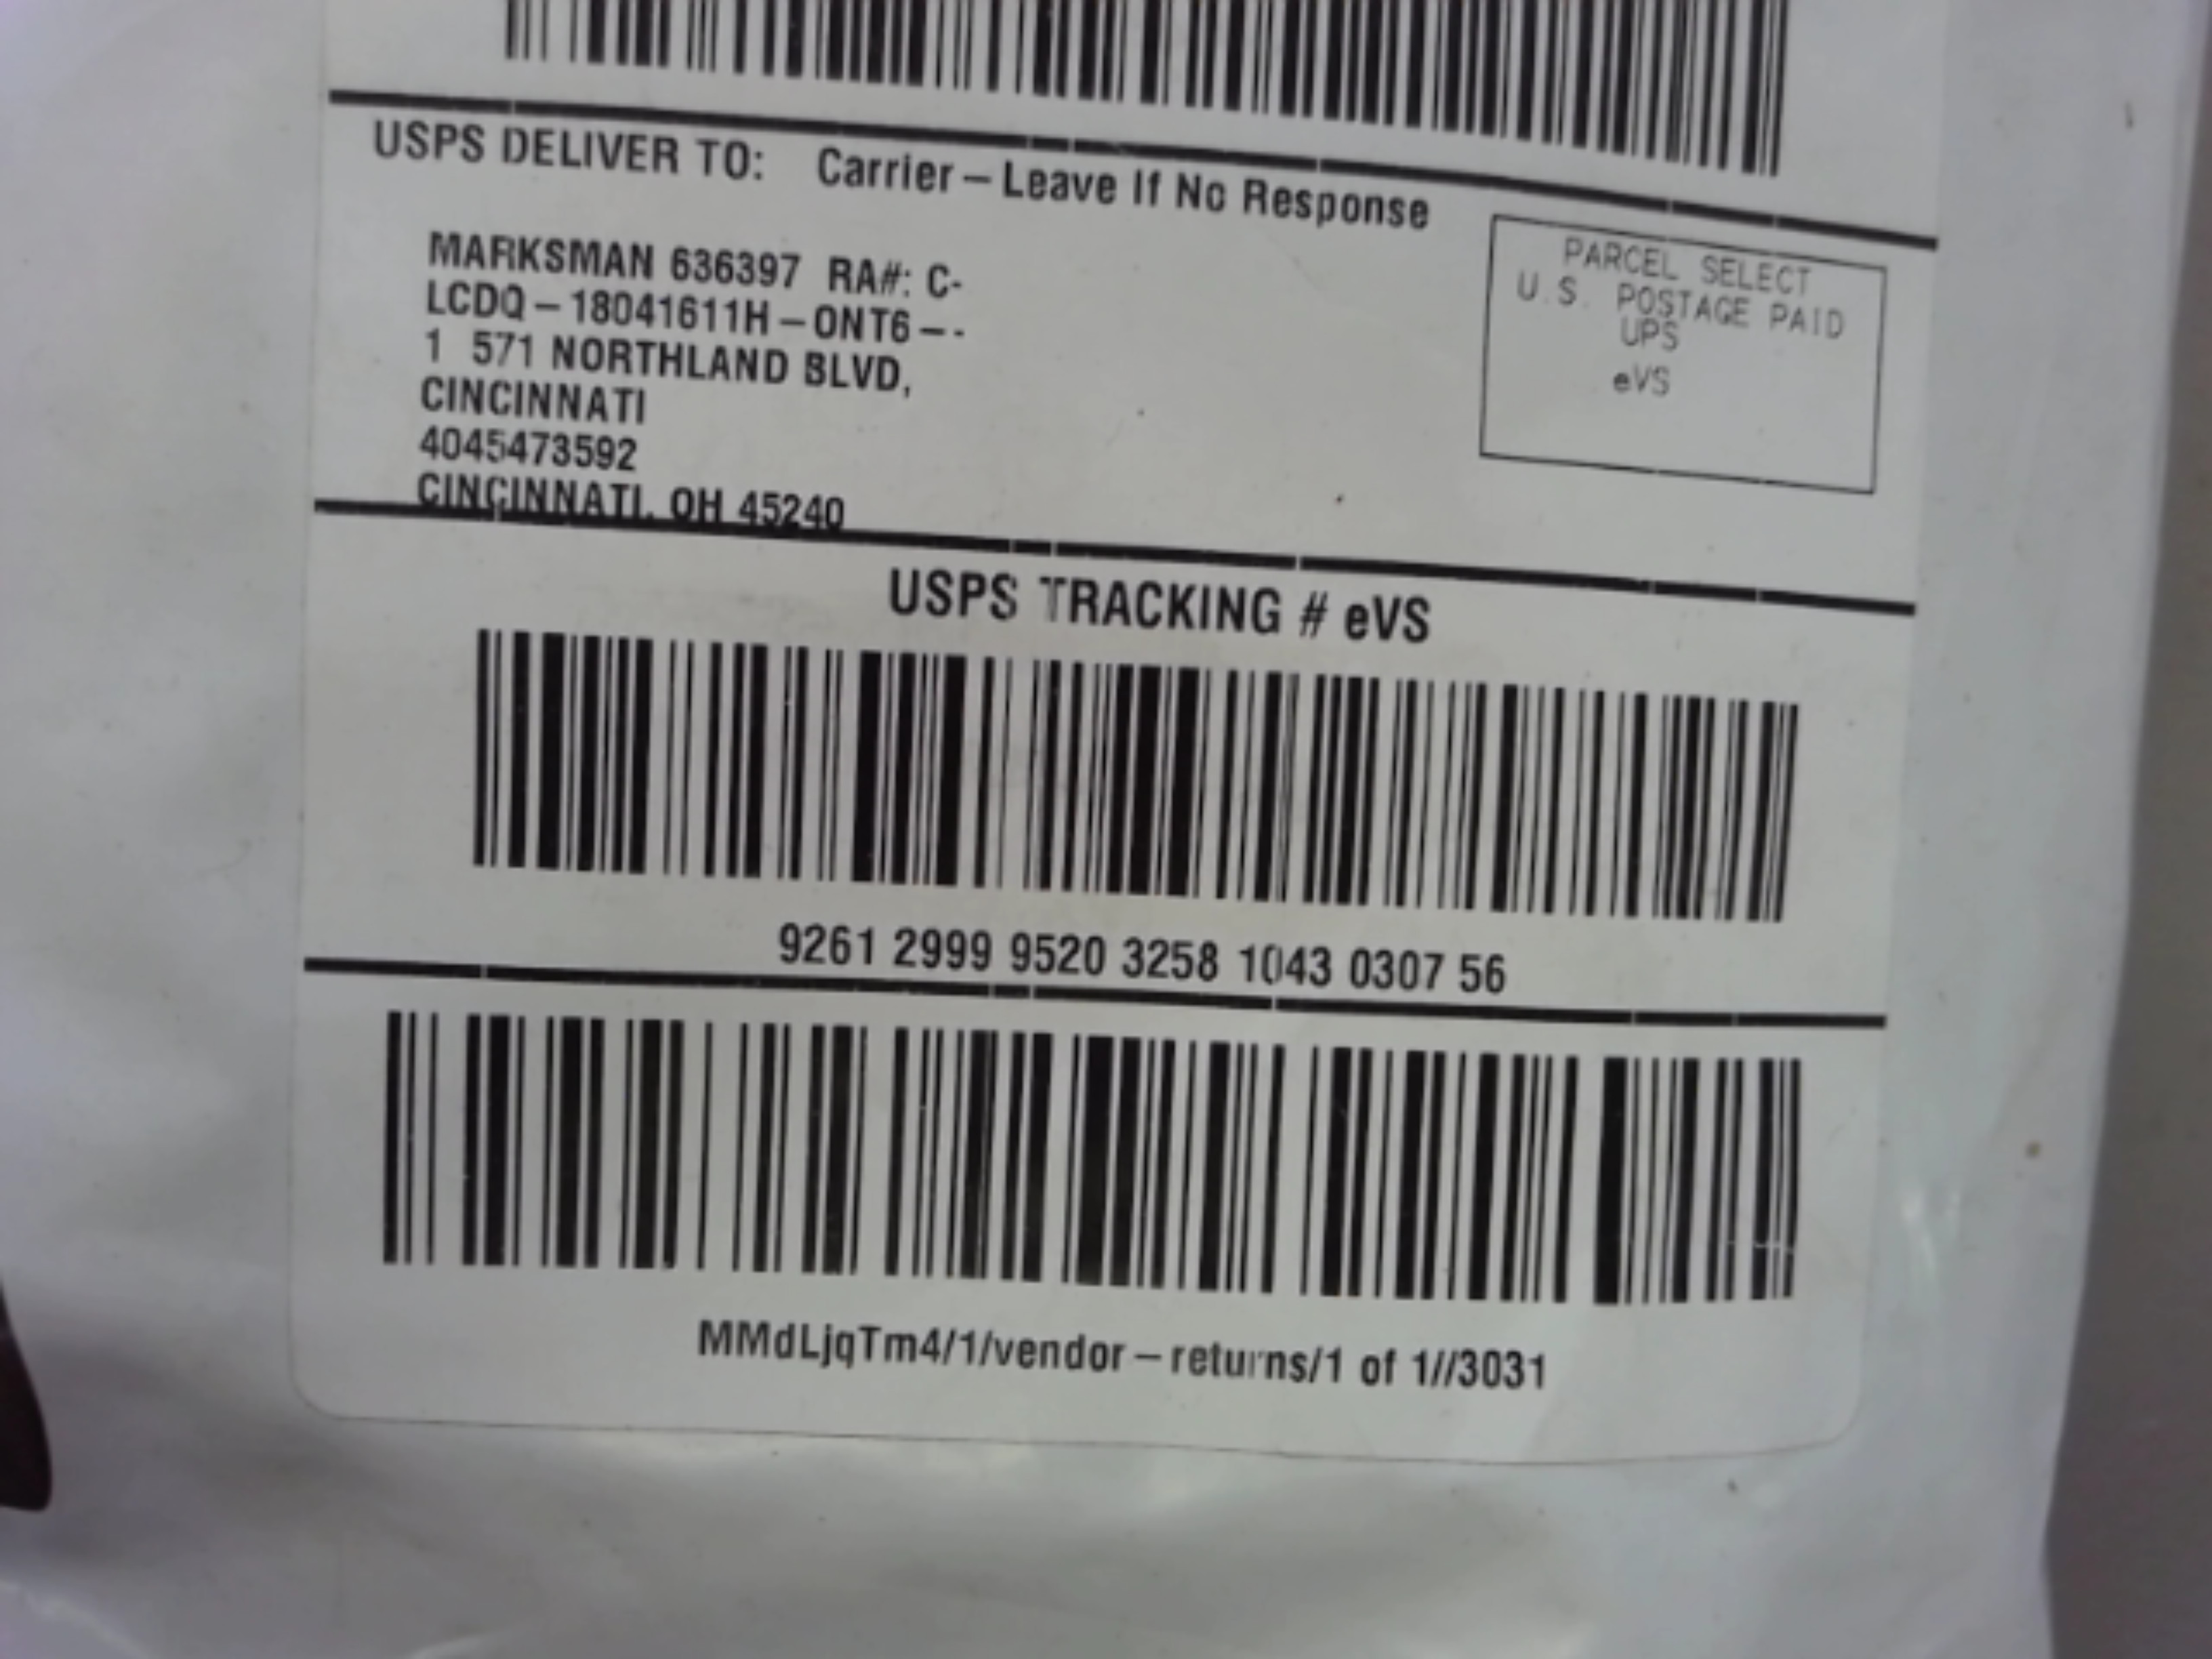 USPS DELIVER TO: Carrier – Leave If No Response
MARKSMAN 636397 RA#: C-
LCDQ – 18041611H – ONT6 – -
1 571 NORTHLAND BLVD,
CINCINNATI
4045473592
CINCINNATI, OH 45240
PARCEL SELECT
U.S. POSTAGE PAID
UPS
eVS
USPS TRACKING # eVS
9261 2999 9520 3258 1043 0307 56
MMdLjqTm4/1/vendor – returns/1 of 1//3031